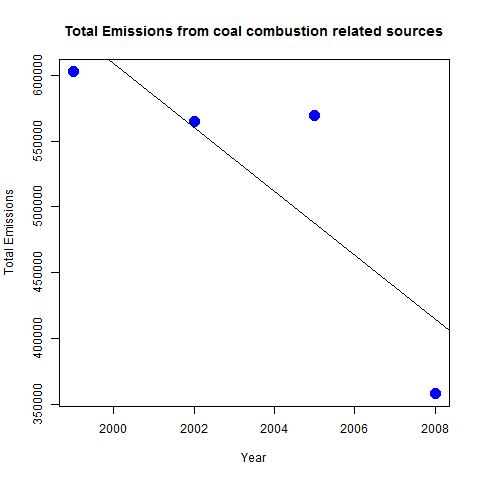 Total Emissions from coal combustion related sources
600000
550000
500000
450000
400000
350000
Total Emissions
2000 2002 2004 2006 2008
Year